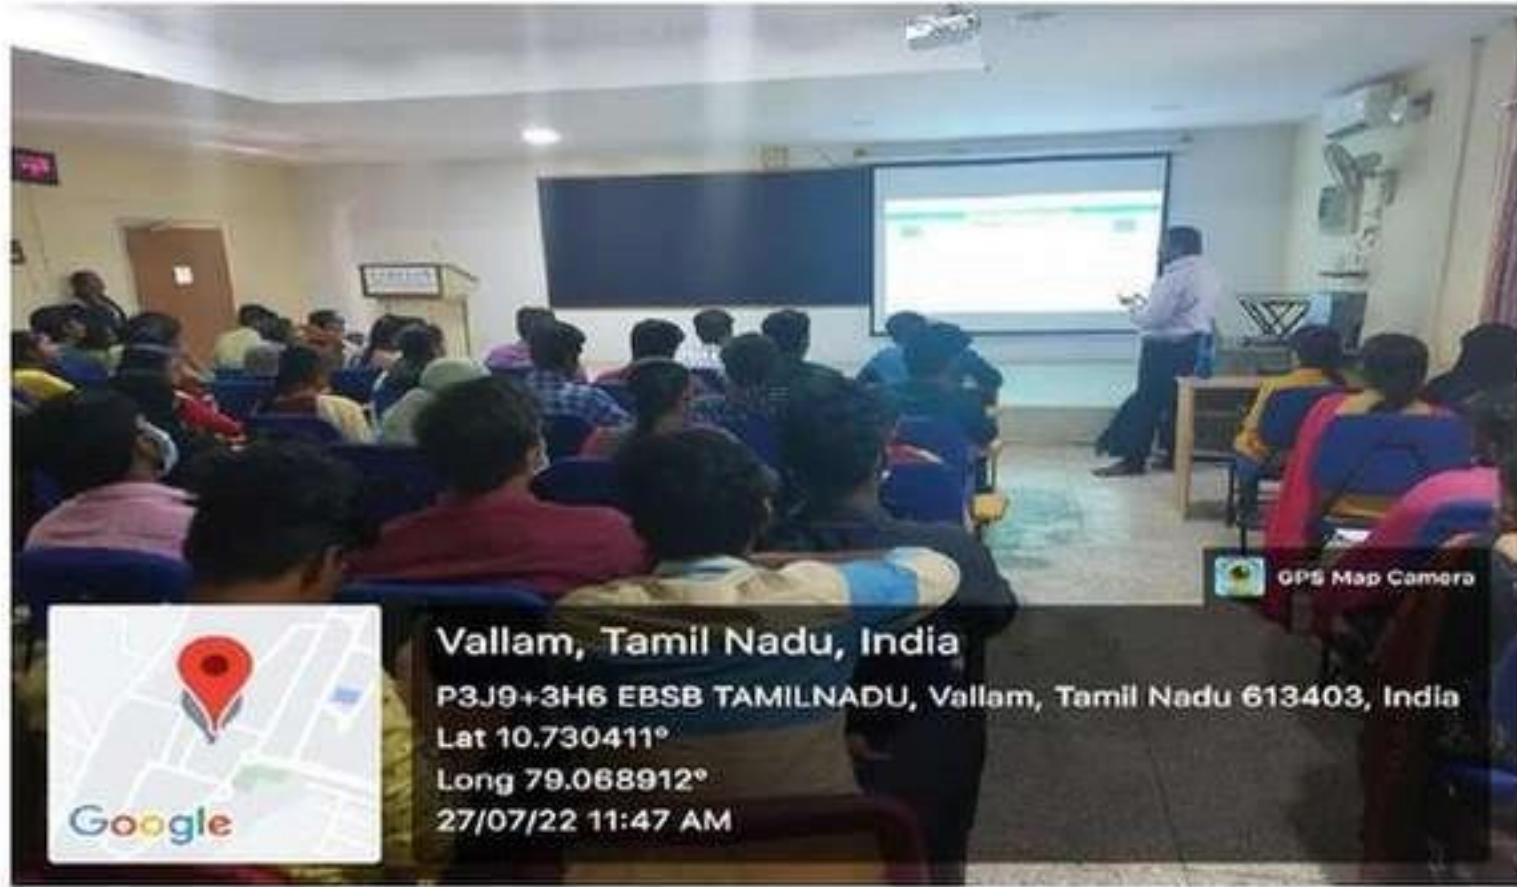 GPS Map Camera
Vallam, Tamil Nadu, India
P3J9+3H6 EBSB TAMILNADU, Vallam, Tamil Nadu 613403, India
Lat 10.730411°
Long 79.068912°
27/07/22 11:47 AM
Google